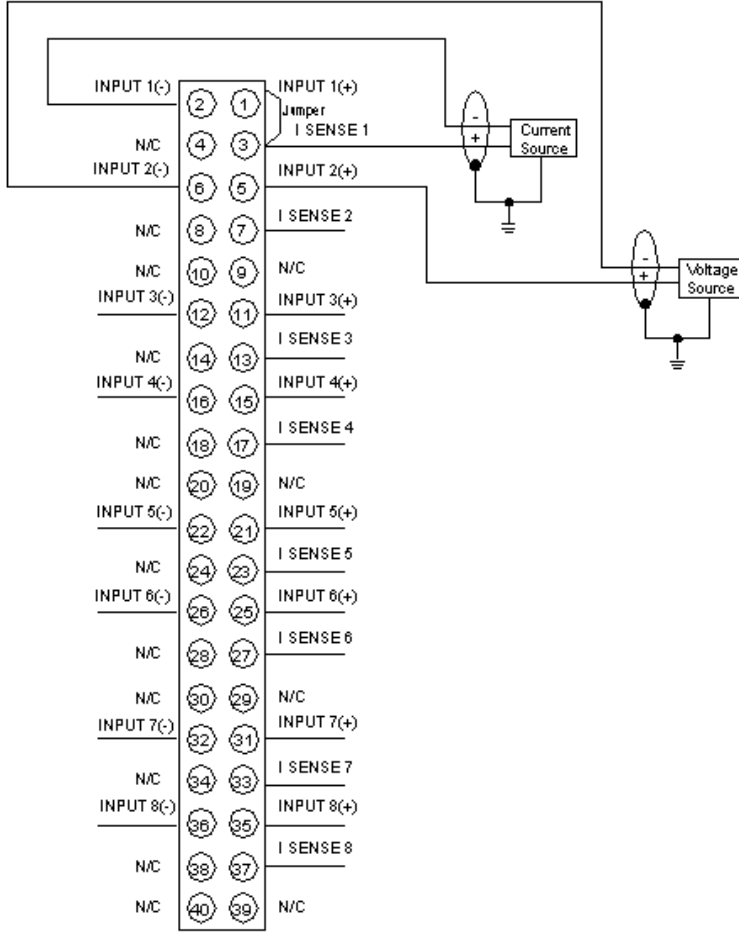 INPUT 1(-) 2 1 INPUT 1(+)
Jumper
N/C 4 3 I SENSE 1
- + Current Source
INPUT 2(-) 6 5 INPUT 2(+)
N/C 8 7 I SENSE 2
- + Voltage Source
N/C 10 9 N/C
INPUT 3(-) 12 11 INPUT 3(+)
N/C 14 13 I SENSE 3
INPUT 4(-) 16 15 INPUT 4(+)
N/C 18 17 I SENSE 4
N/C 20 19 N/C
INPUT 5(-) 22 21 INPUT 5(+)
N/C 24 23 I SENSE 5
INPUT 6(-) 26 25 INPUT 6(+)
N/C 28 27 I SENSE 6
N/C 30 29 N/C
INPUT 7(-) 32 31 INPUT 7(+)
N/C 34 33 I SENSE 7
INPUT 8(-) 36 35 INPUT 8(+)
N/C 38 37 I SENSE 8
N/C 40 39 N/C